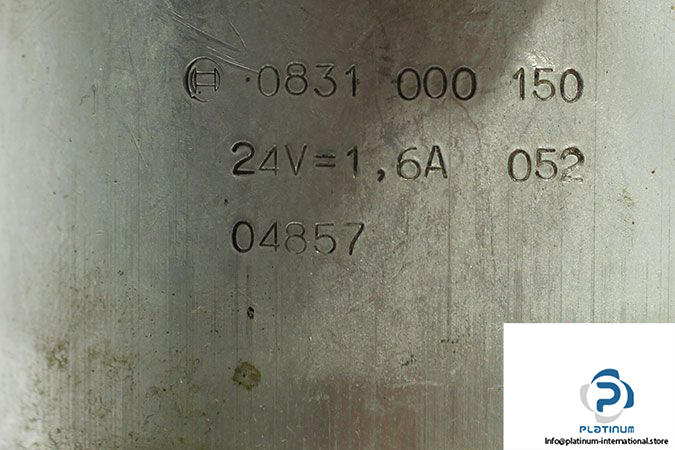 0831 000 150
24V=1,6A 052
04857
PLATINUM
Info@platinum-international.store